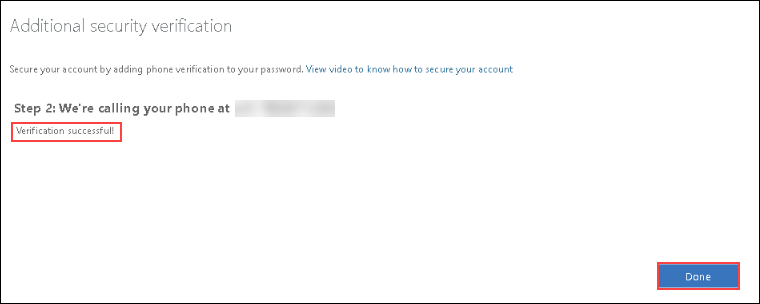 Additional security verification
Secure your account by adding phone verification to your password. View video to know how to secure your account
Step 2: We're calling your phone at
Verification successful!
Done